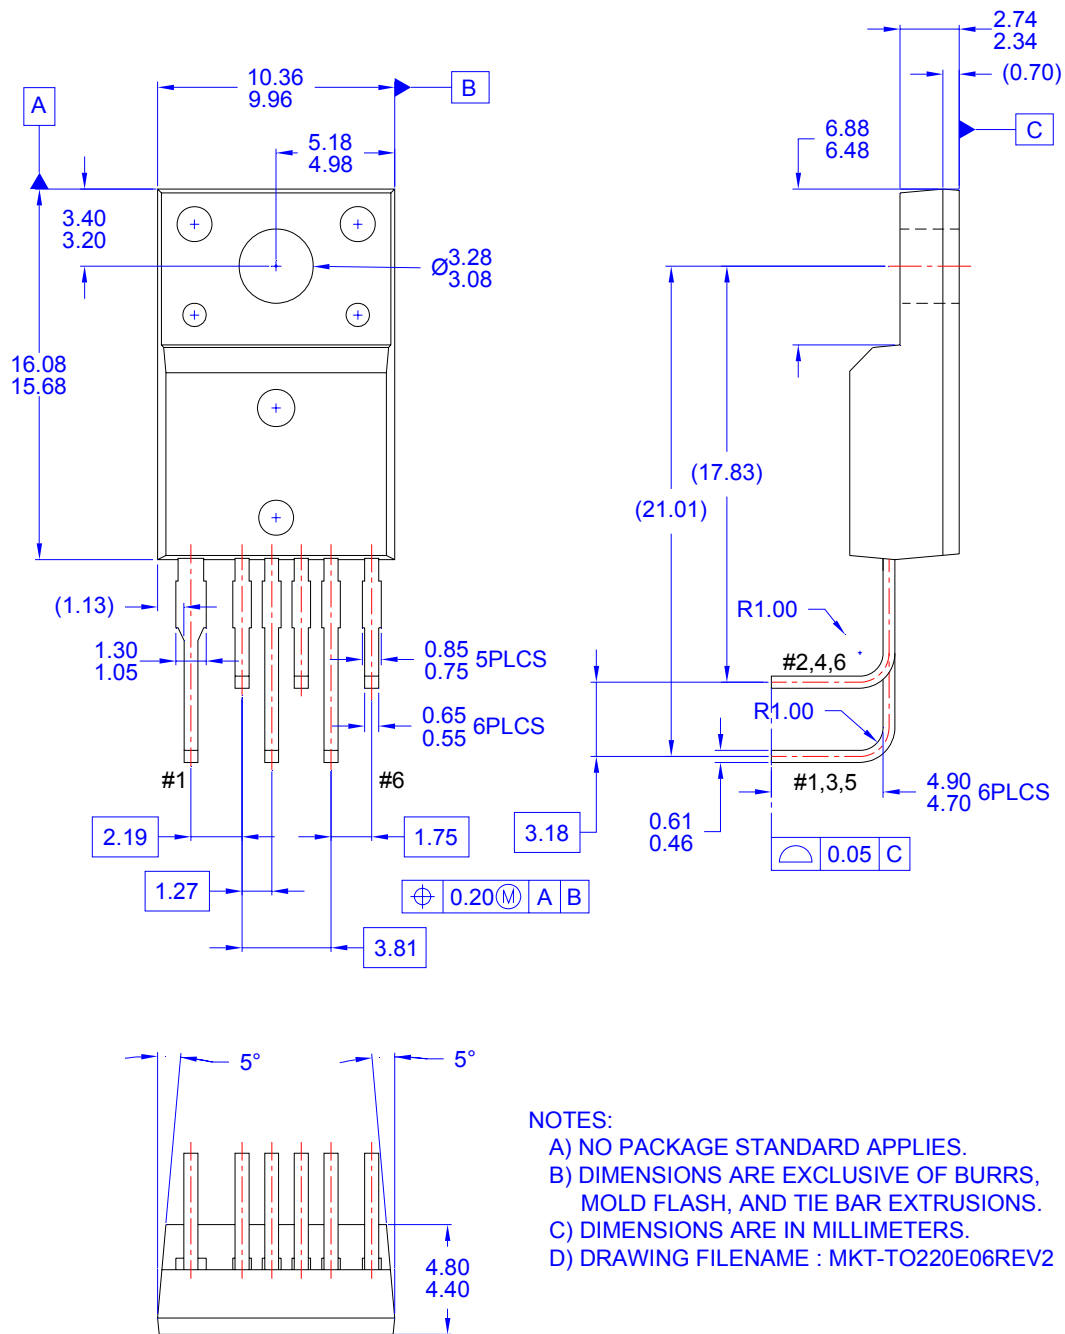 2.74
2.34
(0.70)
10.36
9.96
B
A
5.18
4.98
6.88
6.48
C
3.40
3.20
Ø3.28
3.08
16.08
15.68
(17.83)
(21.01)
(1.13)
R1.00
1.30
1.05
0.85
0.75 5PLCS
#2,4,6
0.65
0.55 6PLCS
R1.00
#1
#6
#1,3,5
4.90
4.70 6PLCS
2.19
1.75
3.18
0.61
0.46
⌓ 0.05 C
1.27
⌖ 0.20Ⓜ A B
3.81
5°
5°
4.80
4.40
NOTES:
A) NO PACKAGE STANDARD APPLIES.
B) DIMENSIONS ARE EXCLUSIVE OF BURRS,
MOLD FLASH, AND TIE BAR EXTRUSIONS.
C) DIMENSIONS ARE IN MILLIMETERS.
D) DRAWING FILENAME : MKT-TO220E06REV2